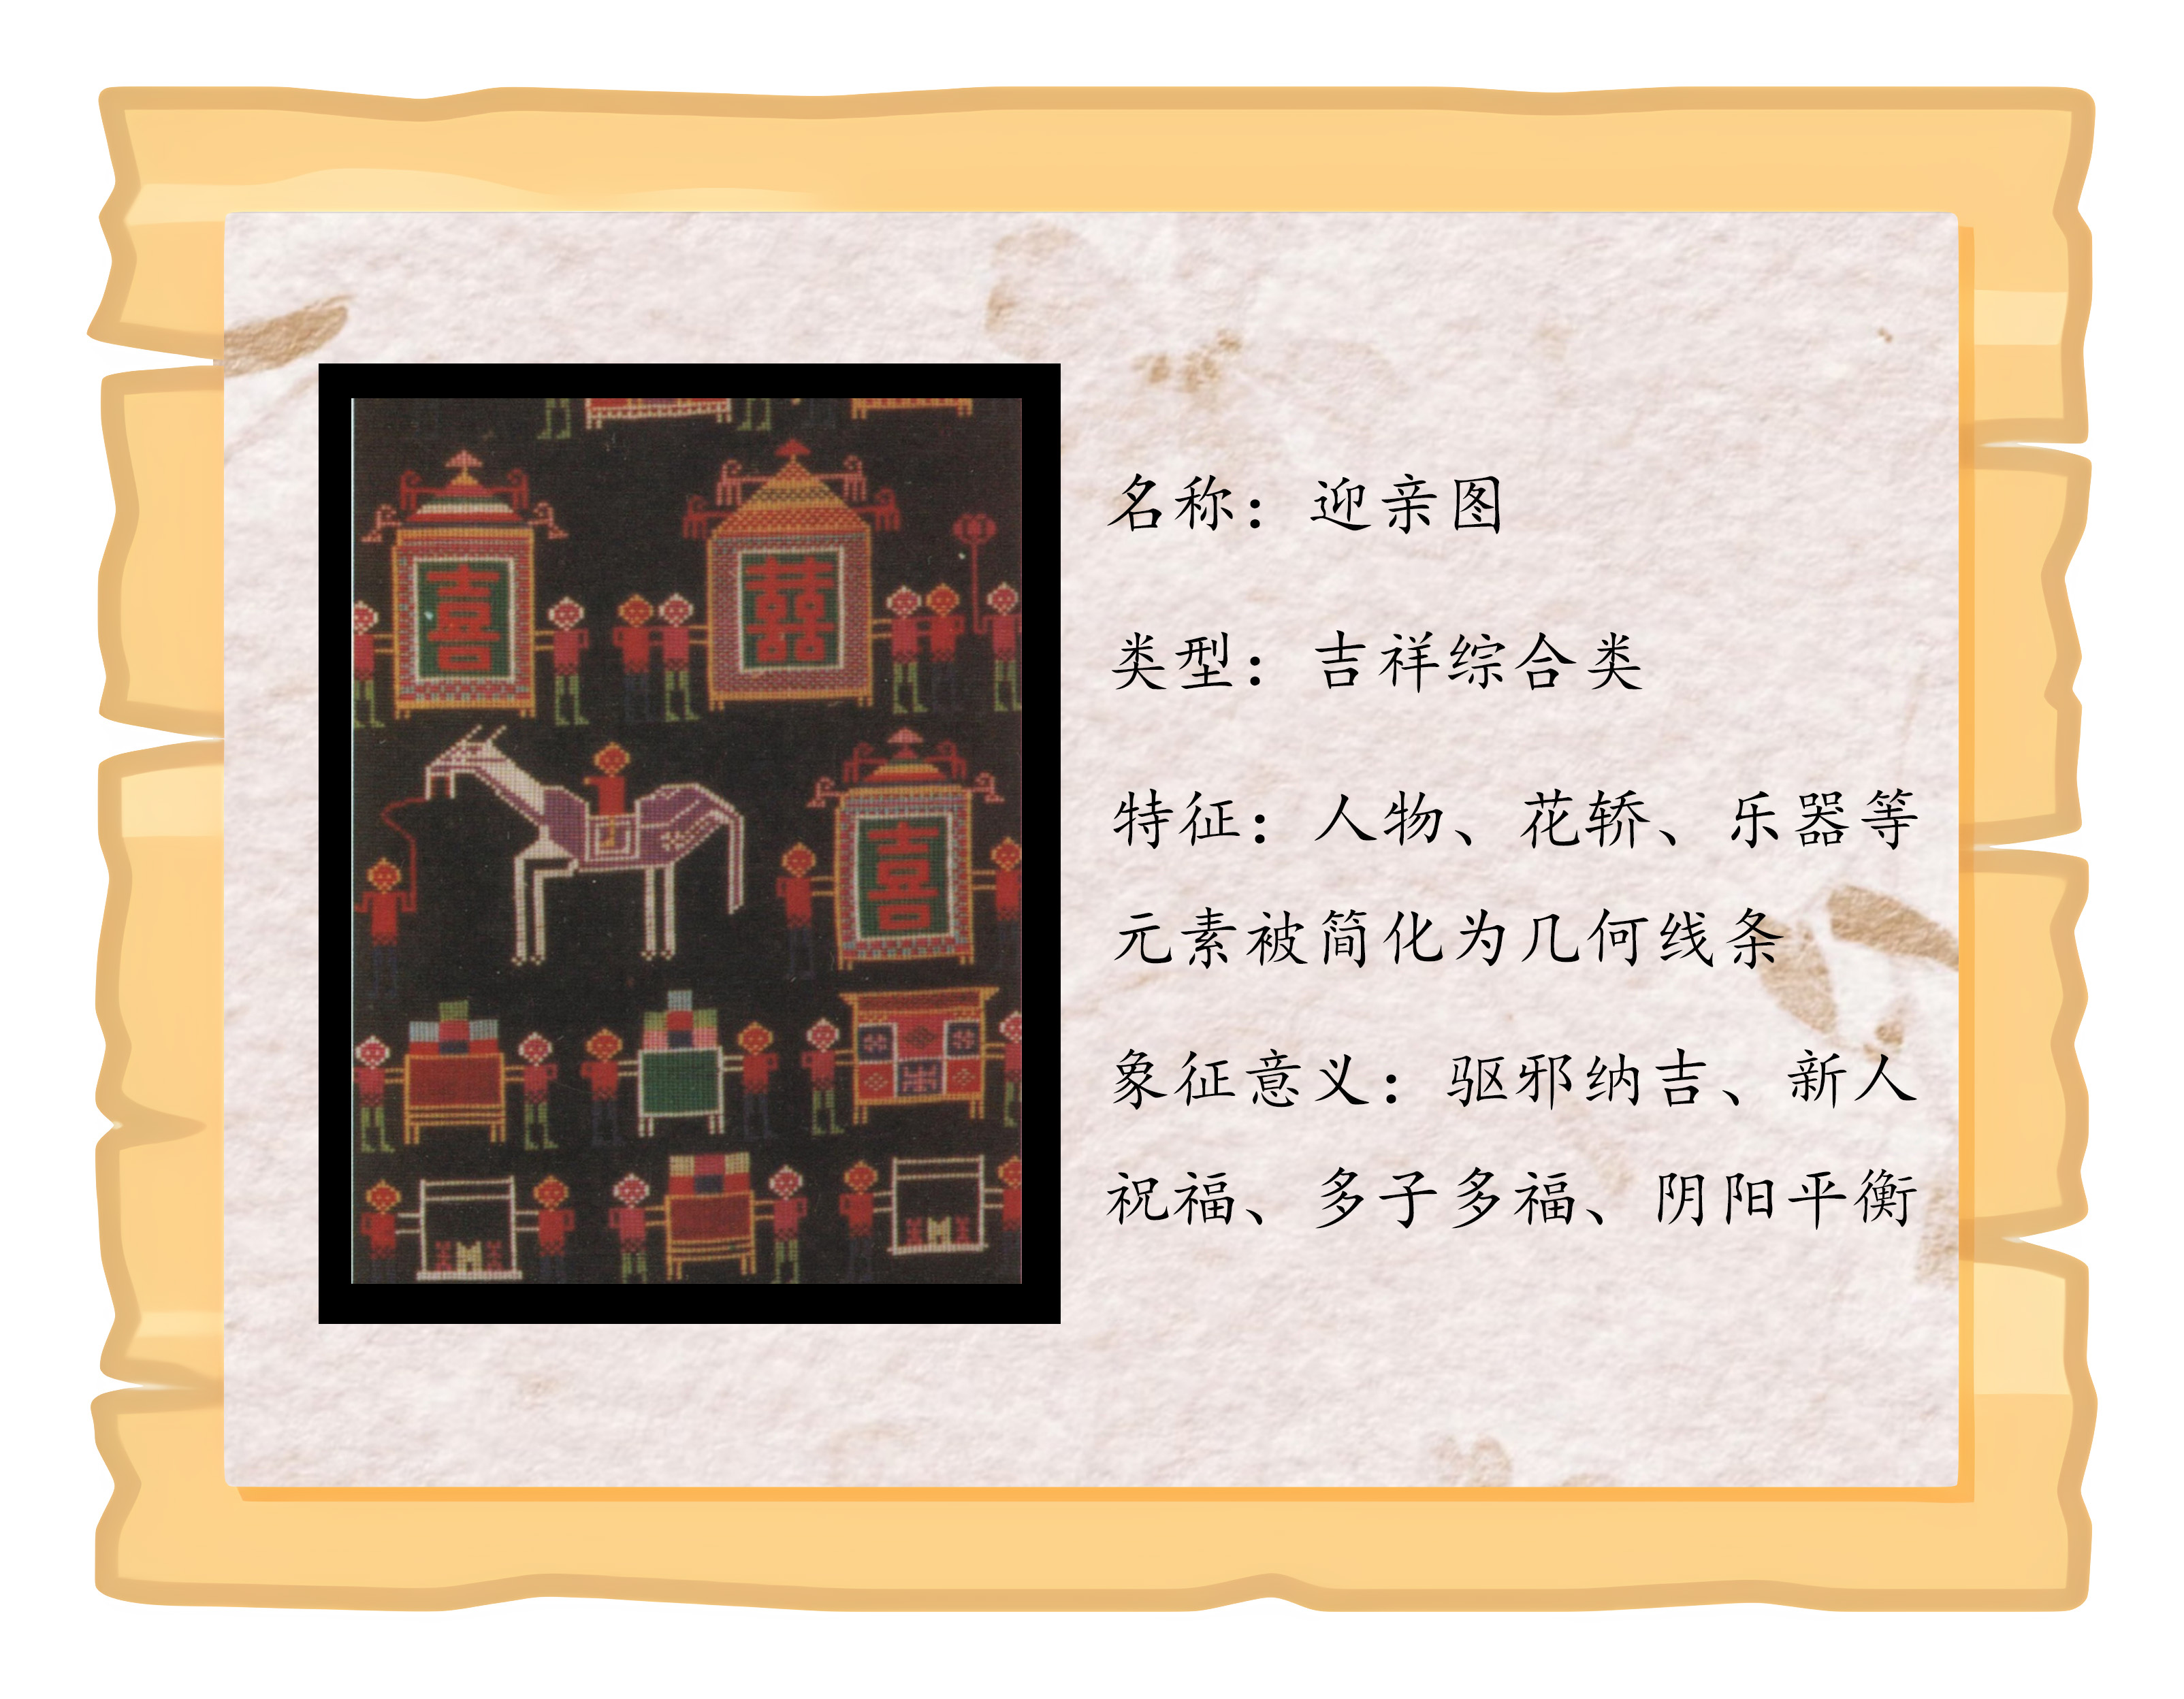 喜
囍
喜
名称：迎亲图
类型：吉祥综合类
特征：人物、花轿、乐器等
元素被简化为几何线条
象征意义：驱邪纳吉、新人
祝福、多子多福、阴阳平衡